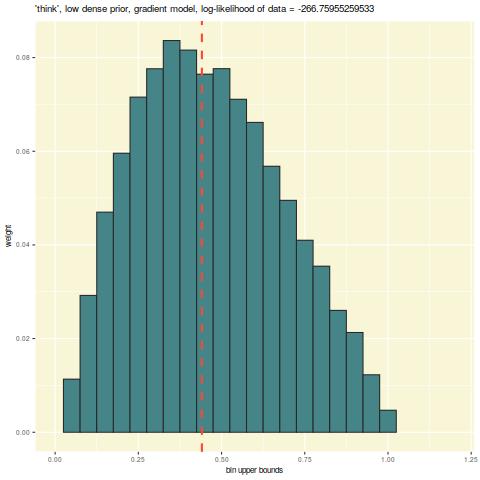 'think', low dense prior, gradient model, log-likelihood of data = -266.75955259533
0.08
0.06
0.04
0.02
0.00
weight
0.00 0.25 0.50 0.75 1.00 1.25
bin upper bounds